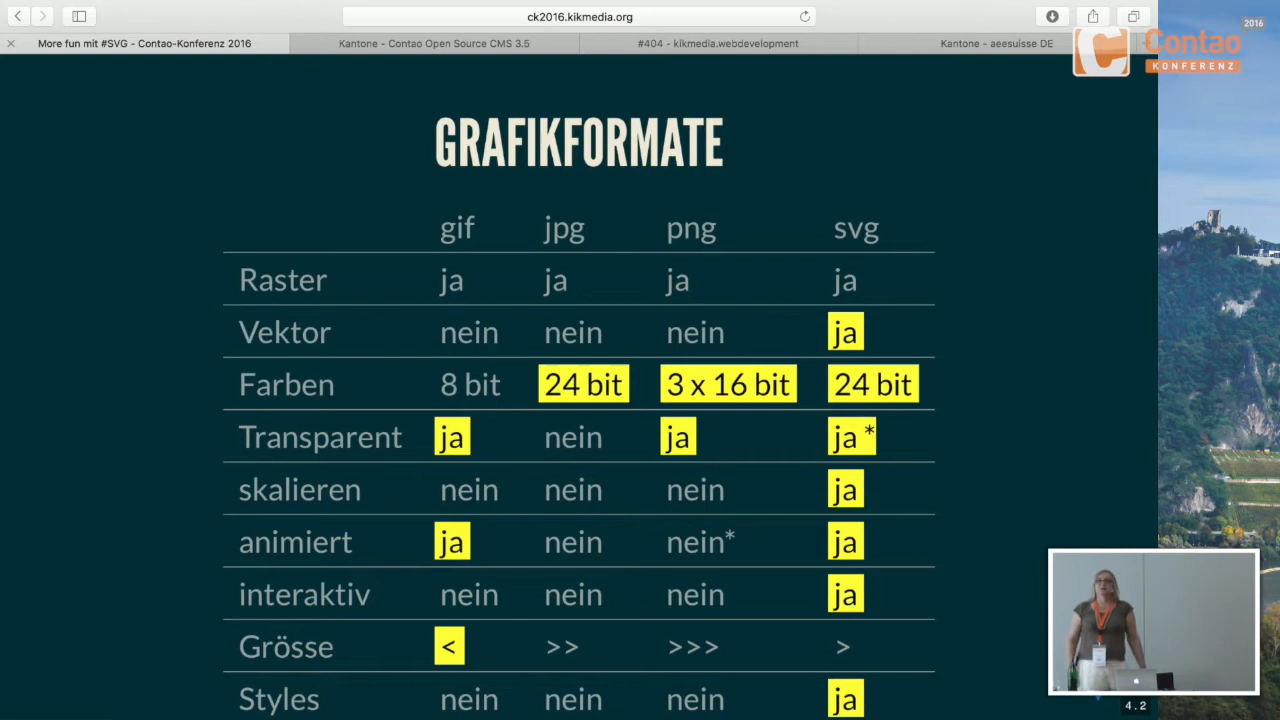 ck2016.kikmedia.org
2016
More fun mit #SVG - Contao-Konferenz 2016
Kantone - Contao Open Source CMS 3.5
#404 - kikmedia.webdevelopment
Kantone - aeesuisse DE
Contao
KONFERENZ
GRAFIKFORMATE
gif jpg png svg
Raster ja ja ja ja
Vektor nein nein nein ja
Farben 8 bit 24 bit 3 x 16 bit 24 bit
Transparent ja nein ja ja *
skalieren nein nein nein ja
animiert ja nein nein* ja
interaktiv nein nein nein ja
Grösse < >> >>> >
Styles nein nein nein ja
4.2